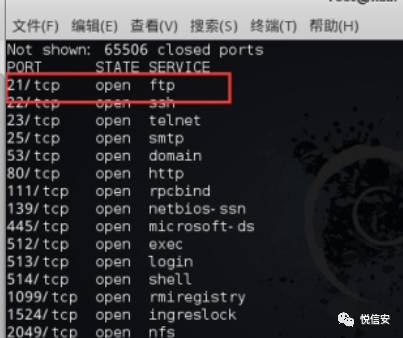 文件(F) 编辑(E) 查看(V) 搜索(S) 终端(T) 帮助(H)
Not shown: 65506 closed ports
PORT STATE SERVICE
21/tcp open ftp
22/tcp open ssh
23/tcp open telnet
25/tcp open smtp
53/tcp open domain
80/tcp open http
111/tcp open rpcbind
139/tcp open netbios-ssn
445/tcp open microsoft-ds
512/tcp open exec
513/tcp open login
514/tcp open shell
1099/tcp open rmiregistry
1524/tcp open ingreslock
2049/tcp open nfs
悦信安